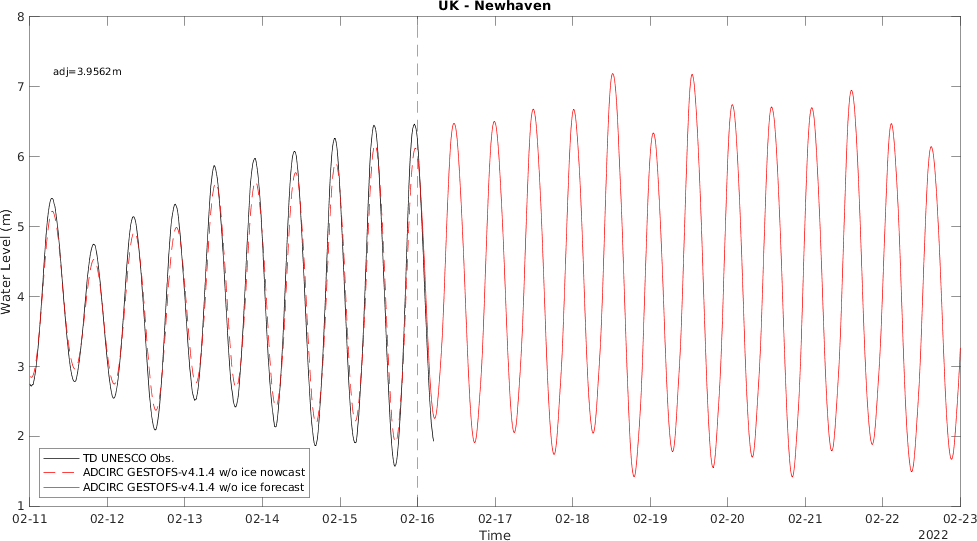 UK - Newhaven
8
7
6
5
4
3
2
1
Water Level (m)
adj=3.9562m
TD UNESCO Obs.
ADCIRC GESTOFS-v4.1.4 w/o ice nowcast
ADCIRC GESTOFS-v4.1.4 w/o ice forecast
02-11 02-12 02-13 02-14 02-15 02-16 02-17 02-18 02-19 02-20 02-21 02-22 02-23
Time
2022